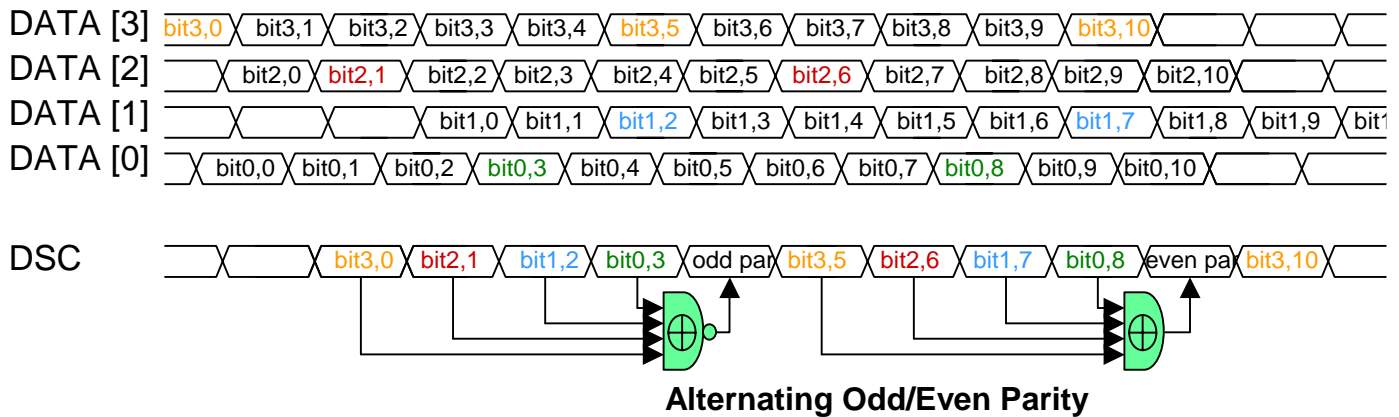 DATA [3] bit3,0 bit3,1 bit3,2 bit3,3 bit3,4 bit3,5 bit3,6 bit3,7 bit3,8 bit3,9 bit3,10
DATA [2] bit2,0 bit2,1 bit2,2 bit2,3 bit2,4 bit2,5 bit2,6 bit2,7 bit2,8 bit2,9 bit2,10
DATA [1] bit1,0 bit1,1 bit1,2 bit1,3 bit1,4 bit1,5 bit1,6 bit1,7 bit1,8 bit1,9 bit1
DATA [0] bit0,0 bit0,1 bit0,2 bit0,3 bit0,4 bit0,5 bit0,6 bit0,7 bit0,8 bit0,9 bit0,10
DSC bit3,0 bit2,1 bit1,2 bit0,3 odd par bit3,5 bit2,6 bit1,7 bit0,8 even par bit3,10
Alternating Odd/Even Parity